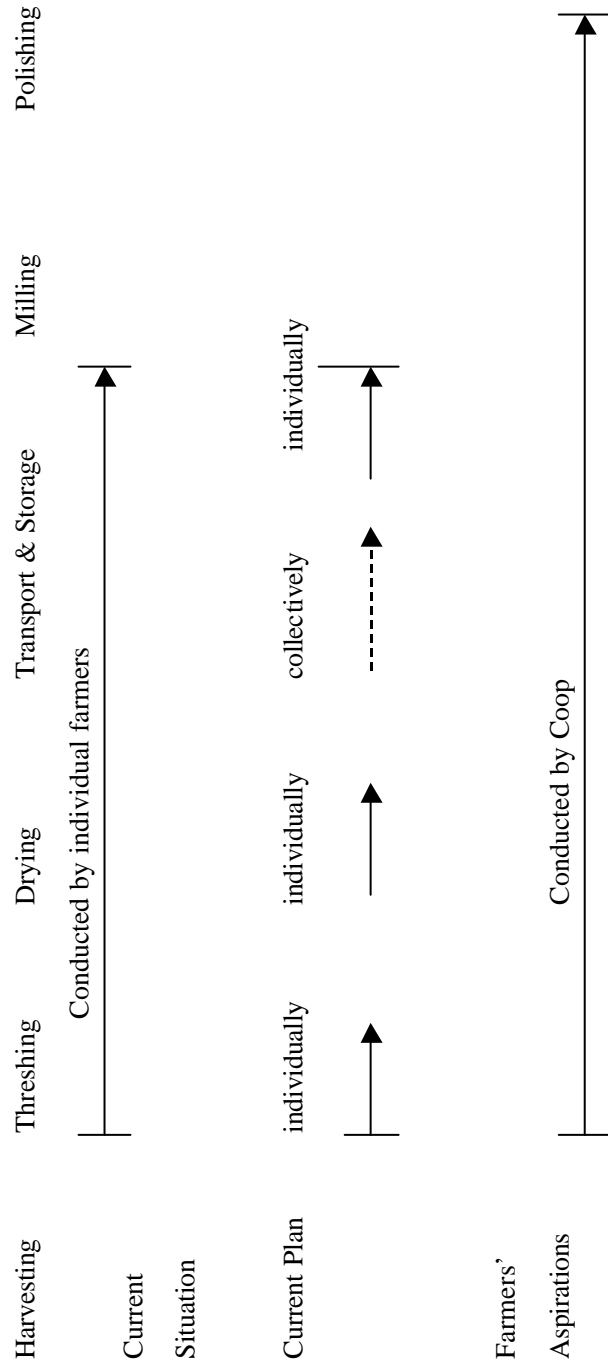 Harvesting Threshing Drying Transport & Storage Milling Polishing
Conducted by individual farmers
Current
Situation
Current Plan individually individually collectively individually
Farmers’
Conducted by Coop
Aspirations